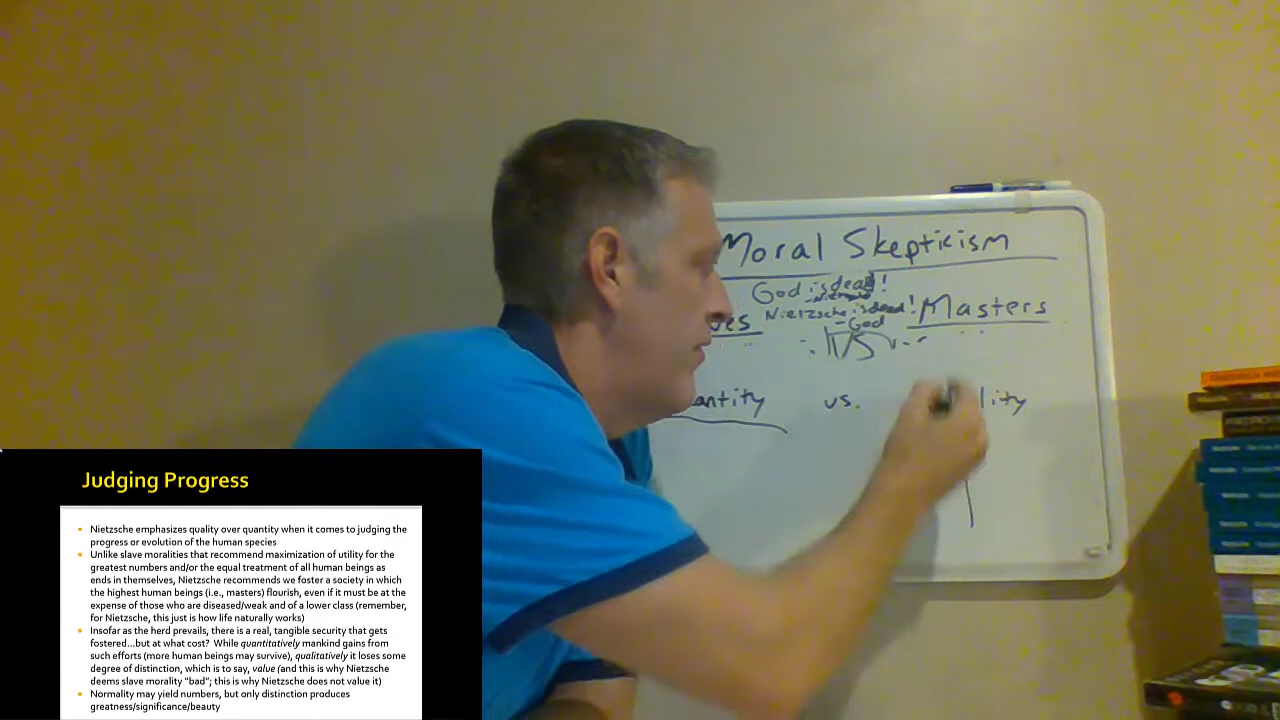 Moral Skepticism
God is dead!
Nietzsche is dead!
-God
ves
Masters
VS
antity vs. lity
Judging Progress
Nietzsche emphasizes quality over quantity when it comes to judging the
progress or evolution of the human species
Unlike slave moralities that recommend maximization of utility for the
greatest numbers and/or the equal treatment of all human beings as
ends in themselves, Nietzsche recommends we foster a society in which
the highest human beings (i.e., masters) flourish, even if it must be at the
expense of those who are diseased/weak and of a lower class (remember,
for Nietzsche, this just is how life naturally works)
Insofar as the herd prevails, there is a real, tangible security that gets
fostered...but at what cost? While quantitatively mankind gains from
such efforts (more human beings may survive), qualitatively it loses some
degree of distinction, which is to say, value (and this is why Nietzsche
deems slave morality "bad"; this is why Nietzsche does not value it)
Normality may yield numbers, but only distinction produces
greatness/significance/beauty